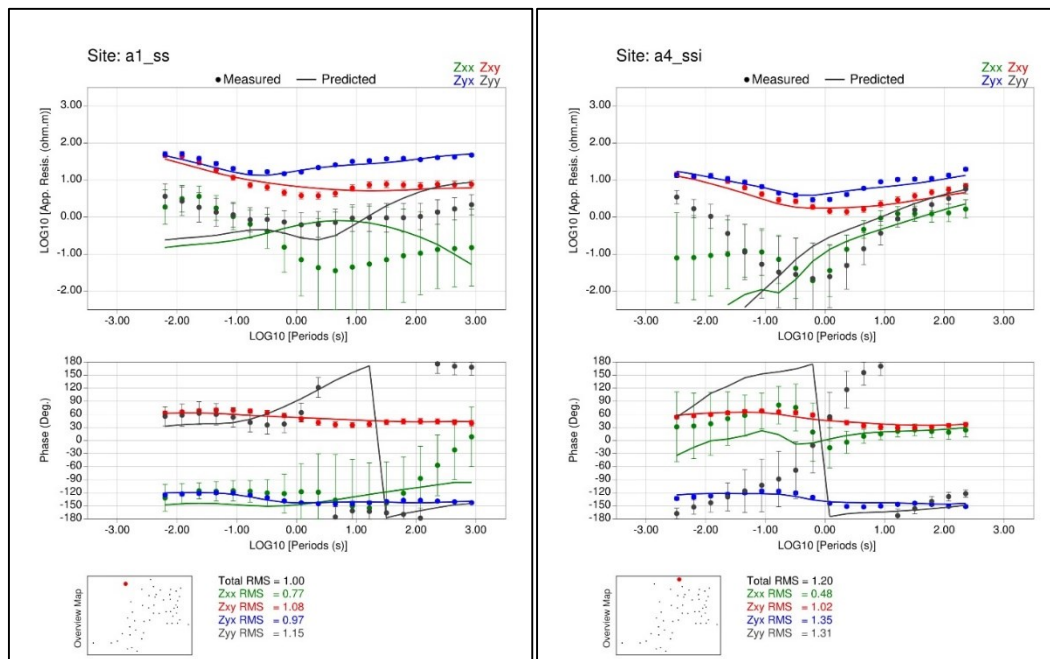 Site: a1_ss
Measured Predicted
Zxx Zxy
Zyx Zyy
LOG10 [App. Resis. (ohm.m)]
3.00
2.00
1.00
0.00
-1.00
-2.00
-3.00 -2.00 -1.00 0.00 1.00 2.00 3.00
LOG10 [Periods (s)]
Phase (Deg.)
180
150
120
90
60
30
0
-30
-60
-90
-120
-150
-180
-3.00 -2.00 -1.00 0.00 1.00 2.00 3.00
LOG10 [Periods (s)]
Overview Map
Total RMS = 1.00
Zxx RMS = 0.77
Zxy RMS = 1.08
Zyx RMS = 0.97
Zyy RMS = 1.15
Site: a4_ssi
Measured Predicted
Zxx Zxy
Zyx Zyy
LOG10 [App. Resis. (ohm.m)]
3.00
2.00
1.00
0.00
-1.00
-2.00
-3.00 -2.00 -1.00 0.00 1.00 2.00 3.00
LOG10 [Periods (s)]
Phase (Deg.)
180
150
120
90
60
30
0
-30
-60
-90
-120
-150
-180
-3.00 -2.00 -1.00 0.00 1.00 2.00 3.00
LOG10 [Periods (s)]
Overview Map
Total RMS = 1.20
Zxx RMS = 0.48
Zxy RMS = 1.02
Zyx RMS = 1.35
Zyy RMS = 1.31